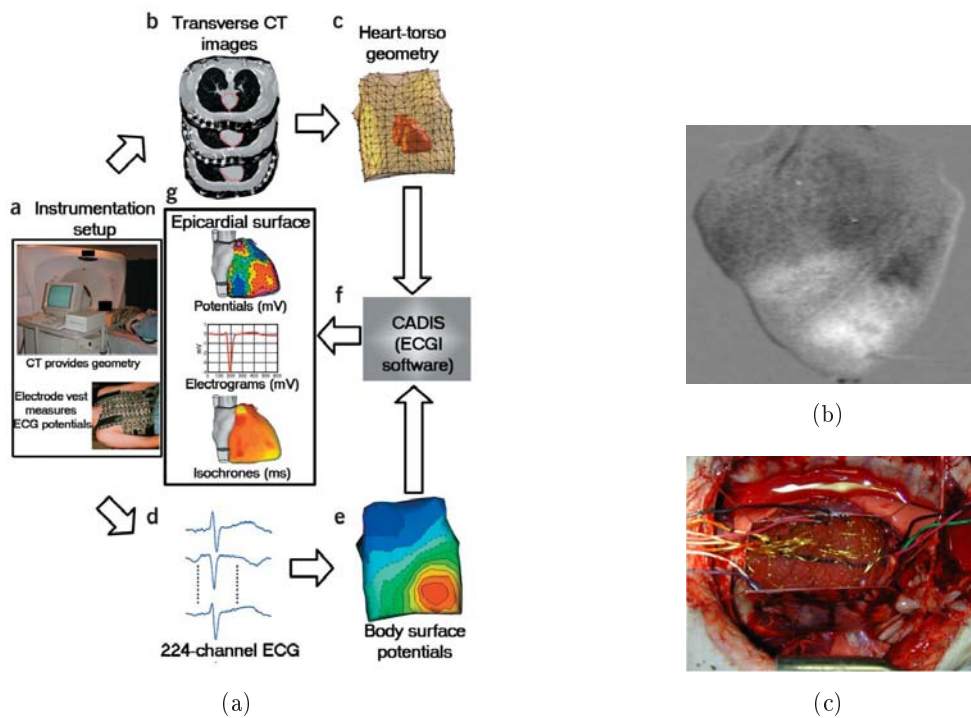 b Transverse CT
images
c Heart-torso
geometry
a Instrumentation
setup
CT provides geometry
Electrode vest
measures
ECG potentials
g
Epicardial surface
Potentials (mV)
mV
Electrograms (mV)
Isochrones (ms)
f
CADIS
(ECGI
software)
d
224-channel ECG
e
Body surface
potentials
(a)
(b)
(c)